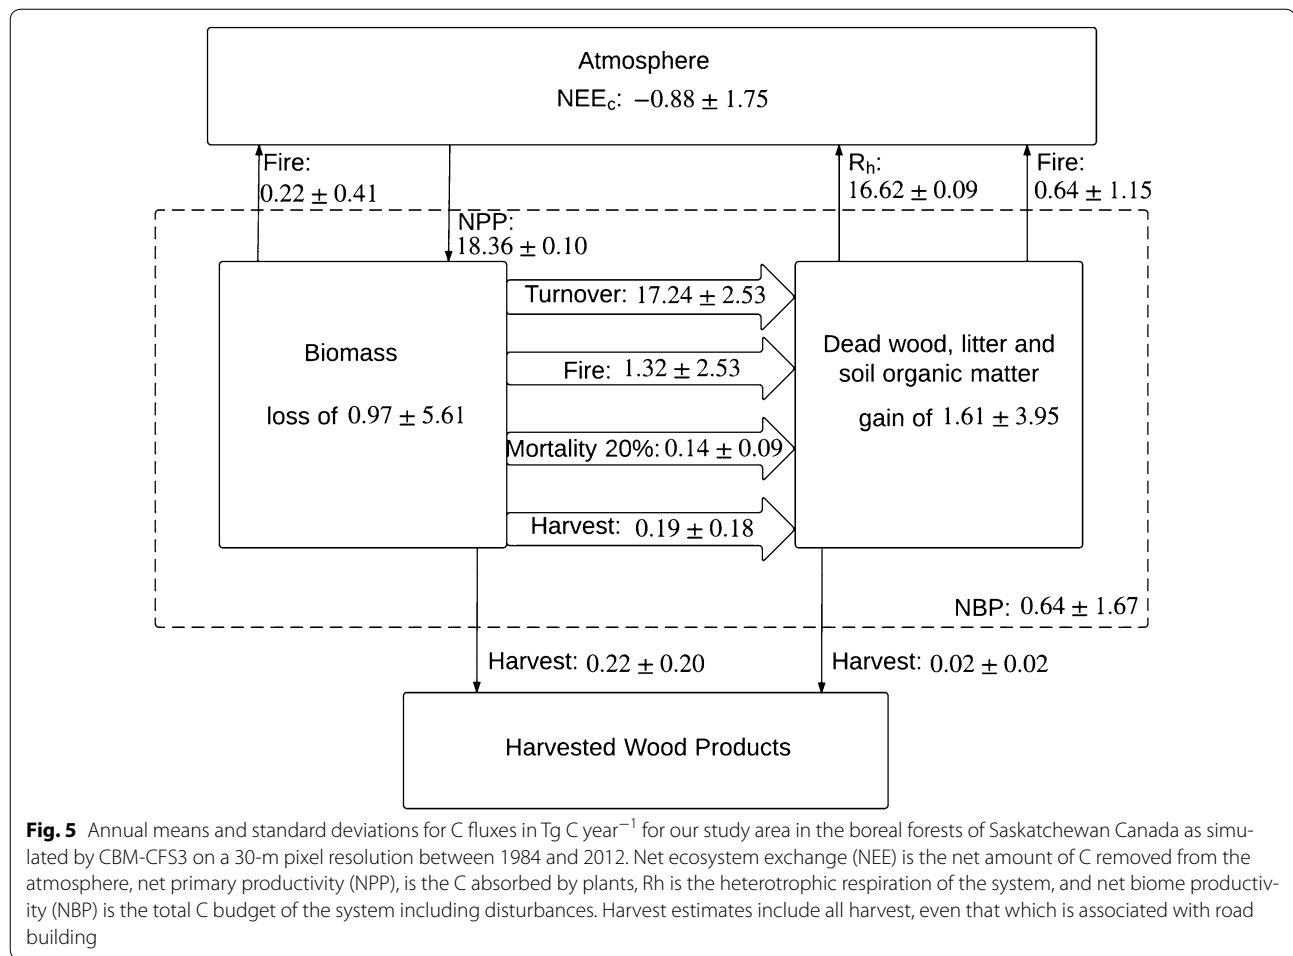 Atmosphere
NEEc: −0.88 ± 1.75
Fire:
0.22 ± 0.41
NPP:
18.36 ± 0.10
Rh:
16.62 ± 0.09
Fire:
0.64 ± 1.15
Biomass
loss of 0.97 ± 5.61
Turnover: 17.24 ± 2.53
Fire: 1.32 ± 2.53
Mortality 20%: 0.14 ± 0.09
Harvest: 0.19 ± 0.18
Dead wood, litter and
soil organic matter
gain of 1.61 ± 3.95
NBP: 0.64 ± 1.67
Harvest: 0.22 ± 0.20
Harvest: 0.02 ± 0.02
Harvested Wood Products
Fig. 5 Annual means and standard deviations for C fluxes in Tg C year−1 for our study area in the boreal forests of Saskatchewan Canada as simu-
lated by CBM-CFS3 on a 30-m pixel resolution between 1984 and 2012. Net ecosystem exchange (NEE) is the net amount of C removed from the
atmosphere, net primary productivity (NPP), is the C absorbed by plants, Rh is the heterotrophic respiration of the system, and net biome productiv-
ity (NBP) is the total C budget of the system including disturbances. Harvest estimates include all harvest, even that which is associated with road
building